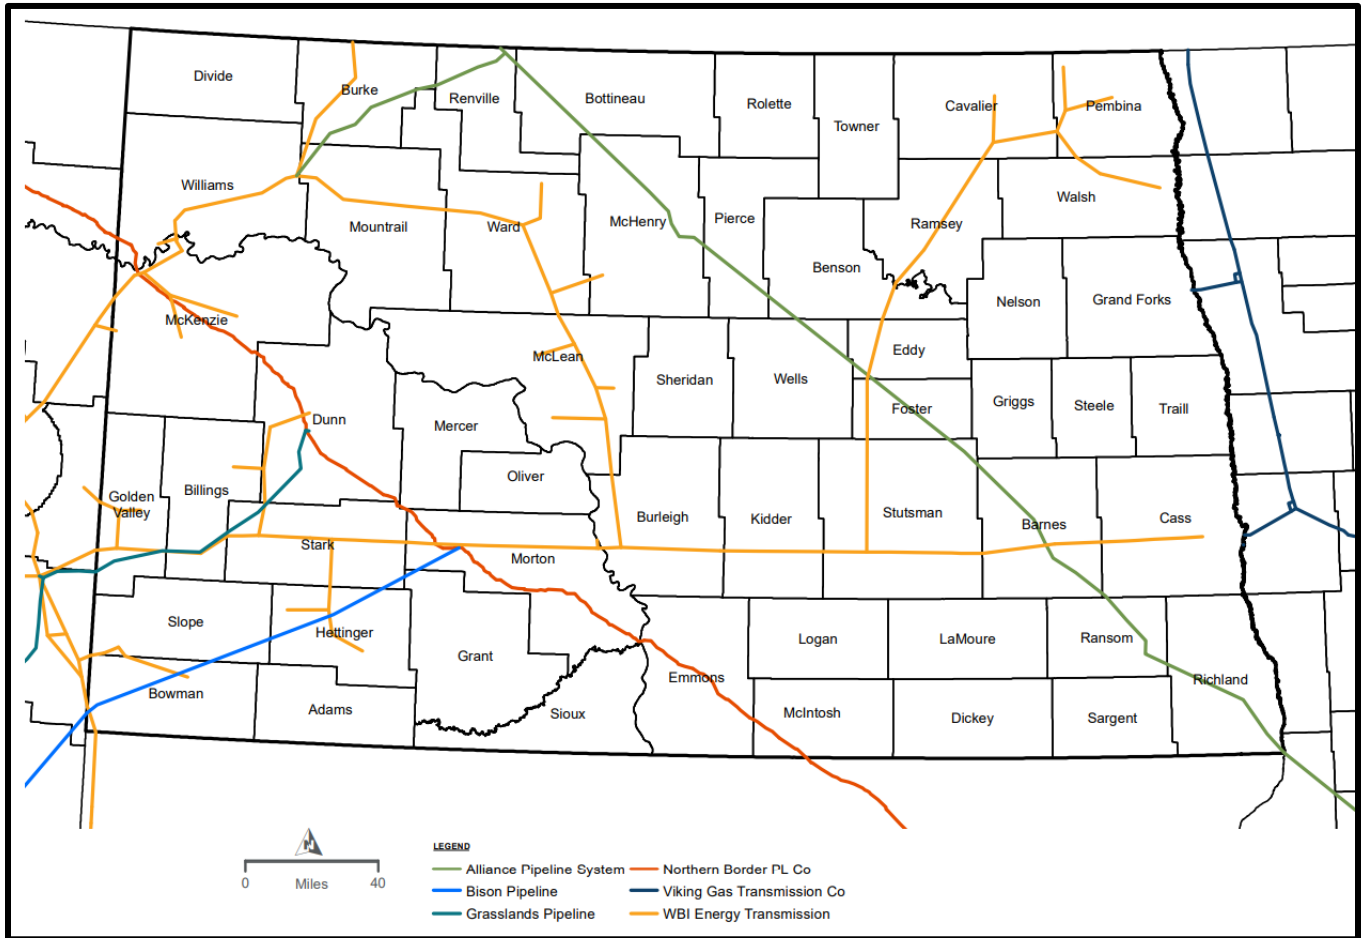 Divide
Burke
Renville
Bottineau
Rolette
Towner
Cavalier
Pembina
Williams
Mountrail
Ward
McHenry
Pierce
Benson
Ramsey
Walsh
Nelson
Grand Forks
McKenzie
McLean
Sheridan
Wells
Eddy
Foster
Griggs
Steele
Traill
Dunn
Mercer
Oliver
Golden
Valley
Billings
Stark
Morton
Burleigh
Kidder
Stutsman
Barnes
Cass
Slope
Hettinger
Grant
Bowman
Adams
Sioux
Emmons
Logan
LaMoure
Ransom
Richland
McIntosh
Dickey
Sargent
N
0 Miles 40
LEGEND
Alliance Pipeline System
Northern Border PL Co
Bison Pipeline
Viking Gas Transmission Co
Grasslands Pipeline
WBI Energy Transmission